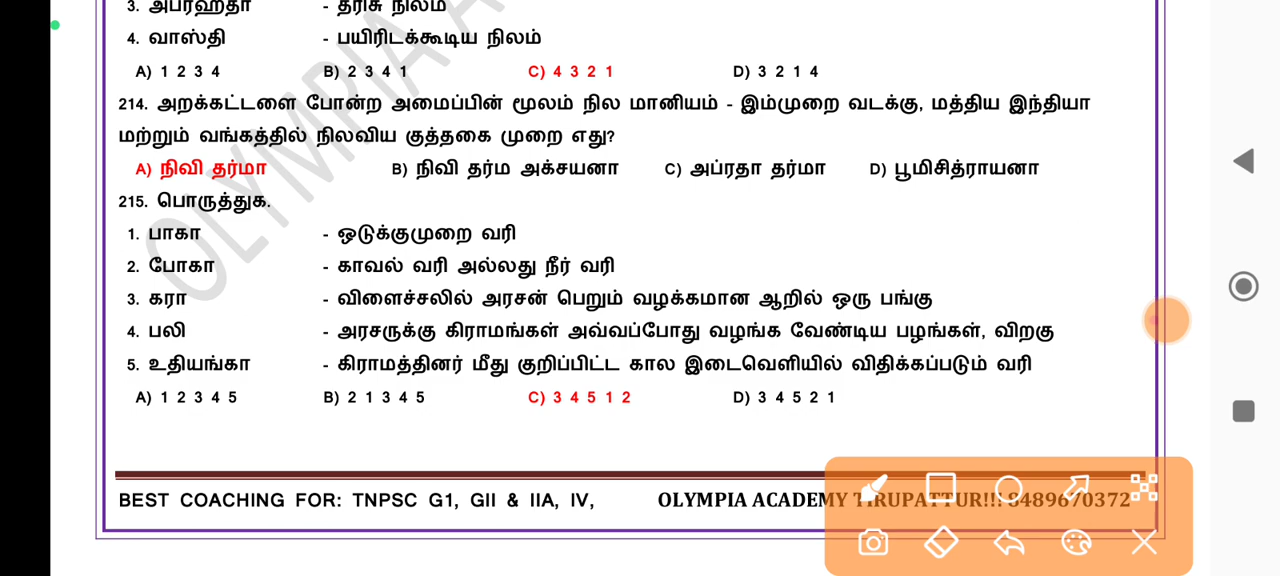 3. அப்ரஹதா - தரிசு நிலம்
4. வாஸ்தி - பயிரிடக்கூடிய நிலம்
A) 1 2 3 4 B) 2 3 4 1 C) 4 3 2 1 D) 3 2 1 4
214. அறக்கட்டளை போன்ற அமைப்பின் மூலம் நில மானியம் - இம்முறை வடக்கு, மத்திய இந்தியா
மற்றும் வங்கத்தில் நிலவிய குத்தகை முறை எது?
A) நிவி தர்மா B) நிவி தர்ம அக்சயனா C) அப்ரதா தர்மா D) பூமிசித்ராயனா
215. பொருத்துக.
1. பாகா - ஒடுக்குமுறை வரி
2. போகா - காவல் வரி அல்லது நீர் வரி
3. கரா - விளைச்சலில் அரசன் பெறும் வழக்கமான ஆறில் ஒரு பங்கு
4. பலி - அரசருக்கு கிராமங்கள் அவ்வப்போது வழங்க வேண்டிய பழங்கள், விறகு
5. உதியங்கா - கிராமத்தினர் மீது குறிப்பிட்ட கால இடைவெளியில் விதிக்கப்படும் வரி
A) 1 2 3 4 5 B) 2 1 3 4 5 C) 3 4 5 1 2 D) 3 4 5 2 1
BEST COACHING FOR: TNPSC G1, GII & IIA, IV, OLYMPIA ACADEMY TIRUPATTUR!!! 8489670372
OLYMPIA A